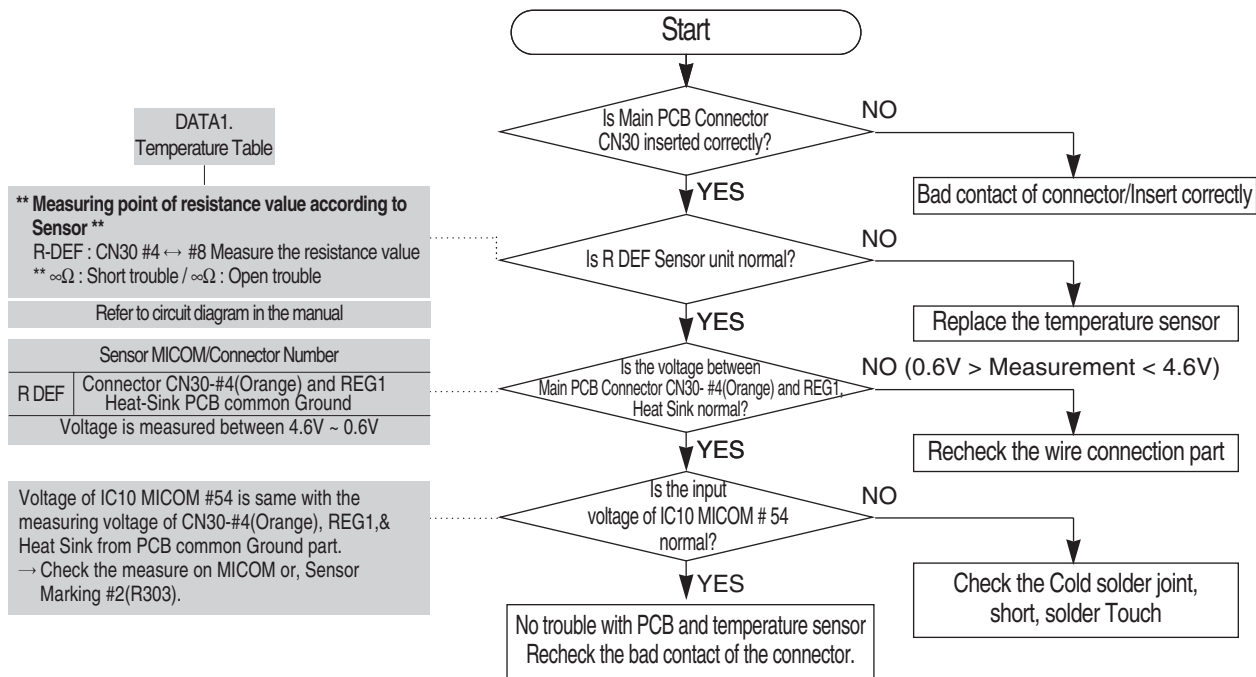 Start
Is Main PCB Connector
CN30 inserted correctly?
NO
Bad contact of connector/Insert correctly
YES
DATA1.
Temperature Table
** Measuring point of resistance value according to
Sensor **
R-DEF : CN30 #4 ↔ #8 Measure the resistance value
** ∞Ω : Short trouble / ∞Ω : Open trouble
Refer to circuit diagram in the manual
Is R DEF Sensor unit normal?
NO
Replace the temperature sensor
YES
Sensor MICOM/Connector Number
R DEF
Connector CN30-#4(Orange) and REG1
Heat-Sink PCB common Ground
Voltage is measured between 4.6V ~ 0.6V
Is the voltage between
Main PCB Connector CN30- #4(Orange) and REG1,
Heat Sink normal?
NO (0.6V > Measurement < 4.6V)
Recheck the wire connection part
YES
Voltage of IC10 MICOM #54 is same with the
measuring voltage of CN30-#4(Orange), REG1,&
Heat Sink from PCB common Ground part.
→ Check the measure on MICOM or, Sensor
Marking #2(R303).
Is the input
voltage of IC10 MICOM # 54
normal?
NO
Check the Cold solder joint,
short, solder Touch
YES
No trouble with PCB and temperature sensor
Recheck the bad contact of the connector.